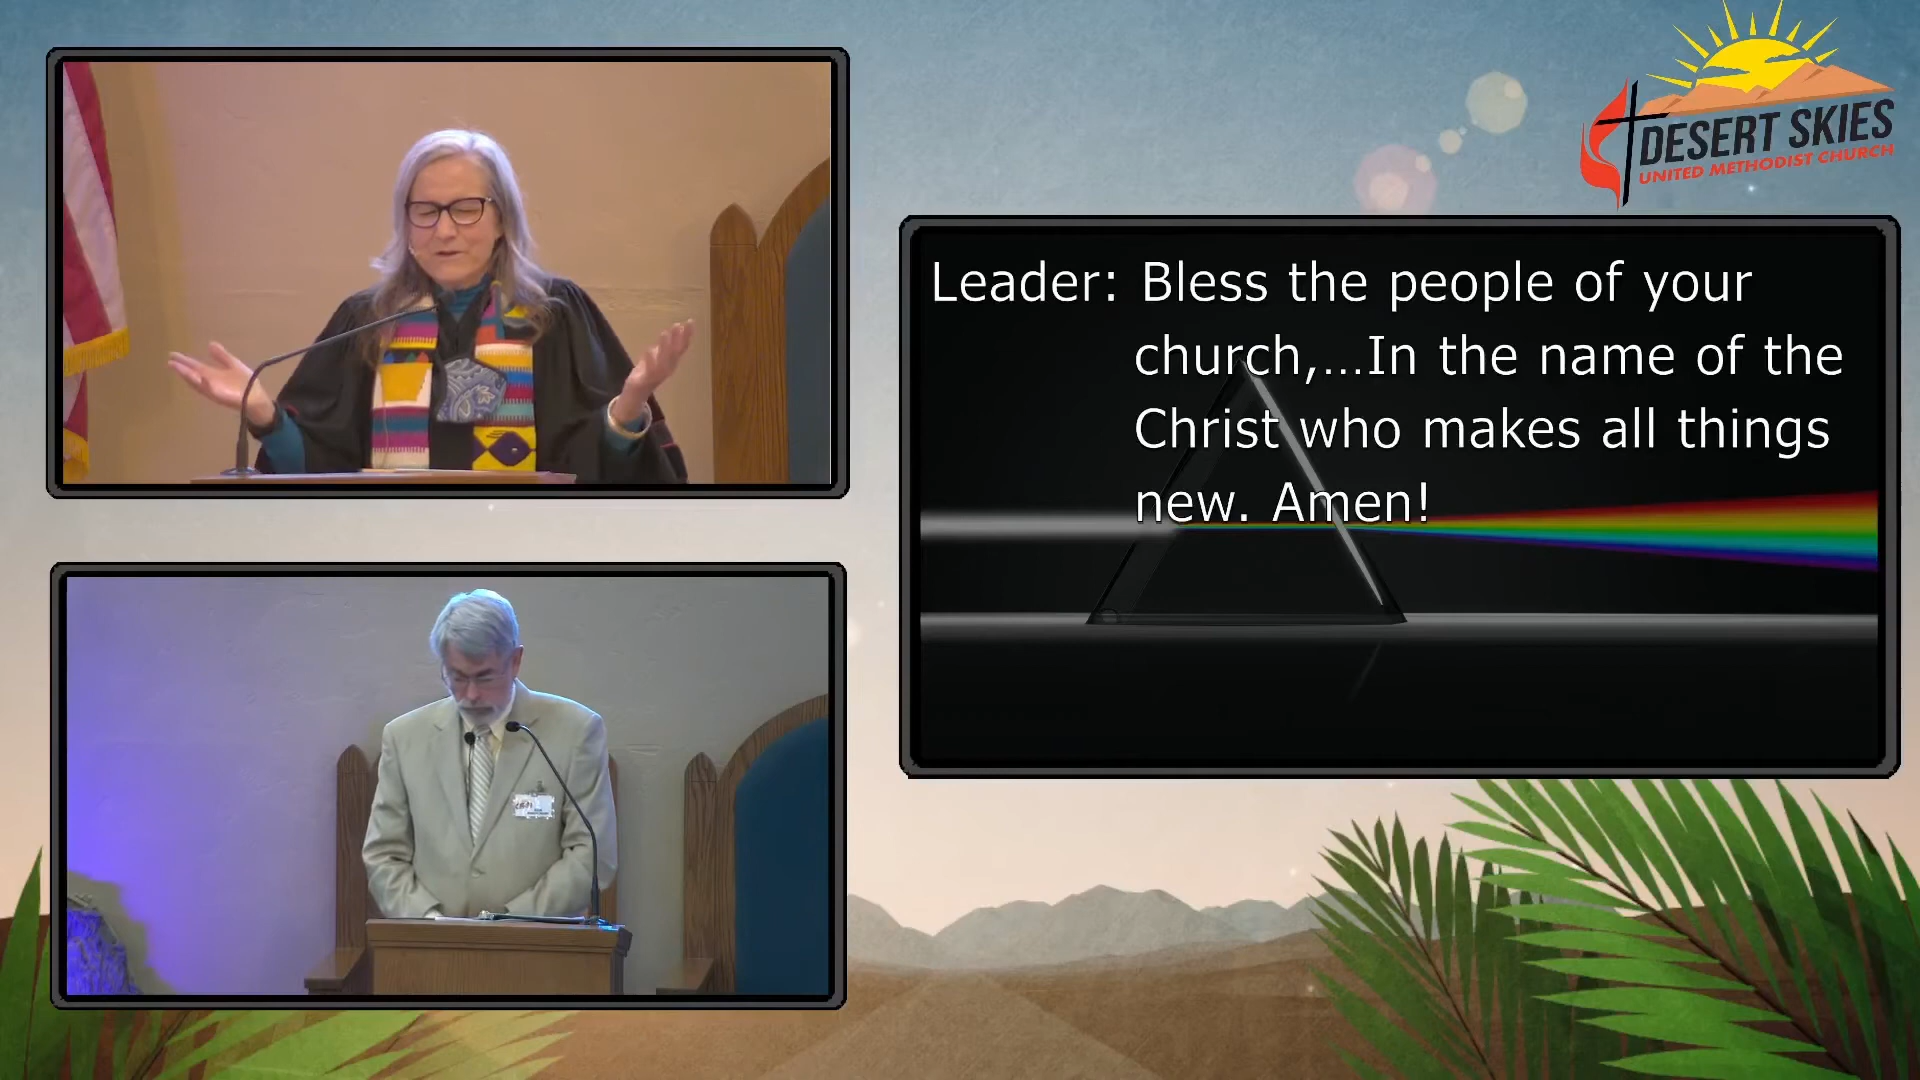 DESERT SKIES
UNITED METHODIST CHURCH
Leader: Bless the people of your
church,...In the name of the
Christ who makes all things
new. Amen!